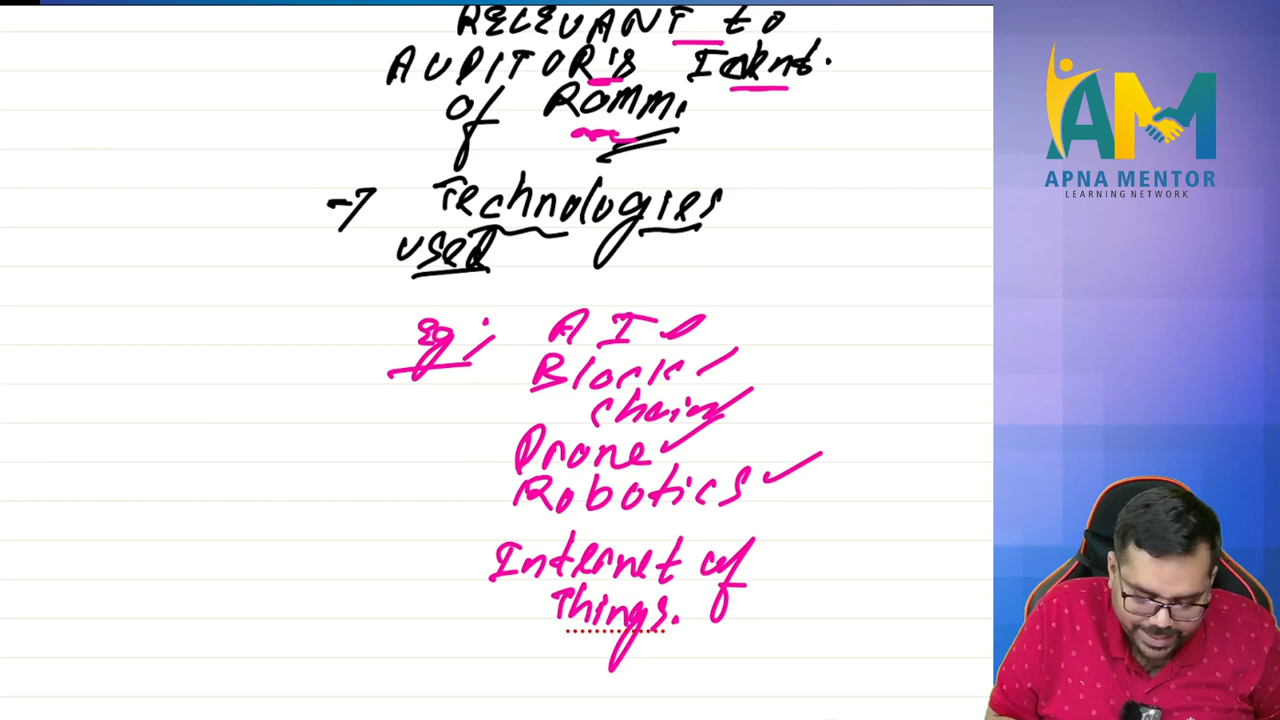 RELEVANT to
AUDITOR's Ident.
of ROMM.
→ Technologies
used
Eg: AI
Block
chain
Drone
Robotics
Internet of
Things.
AM
APNA MENTOR
LEARNING NETWORK